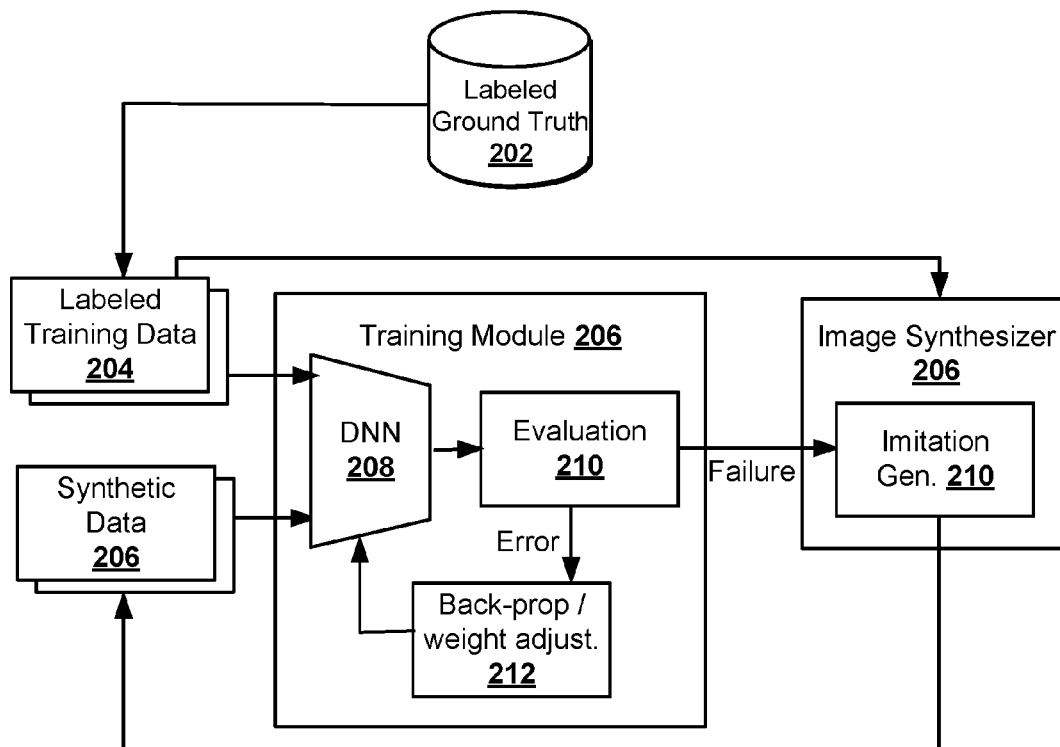 Labeled
Ground Truth
202
Labeled
Training Data
204
Training Module 206
Image Synthesizer
206
DNN
208
Evaluation
210
Failure
Imitation
Gen. 210
Synthetic
Data
206
Error
Back-prop /
weight adjust.
212